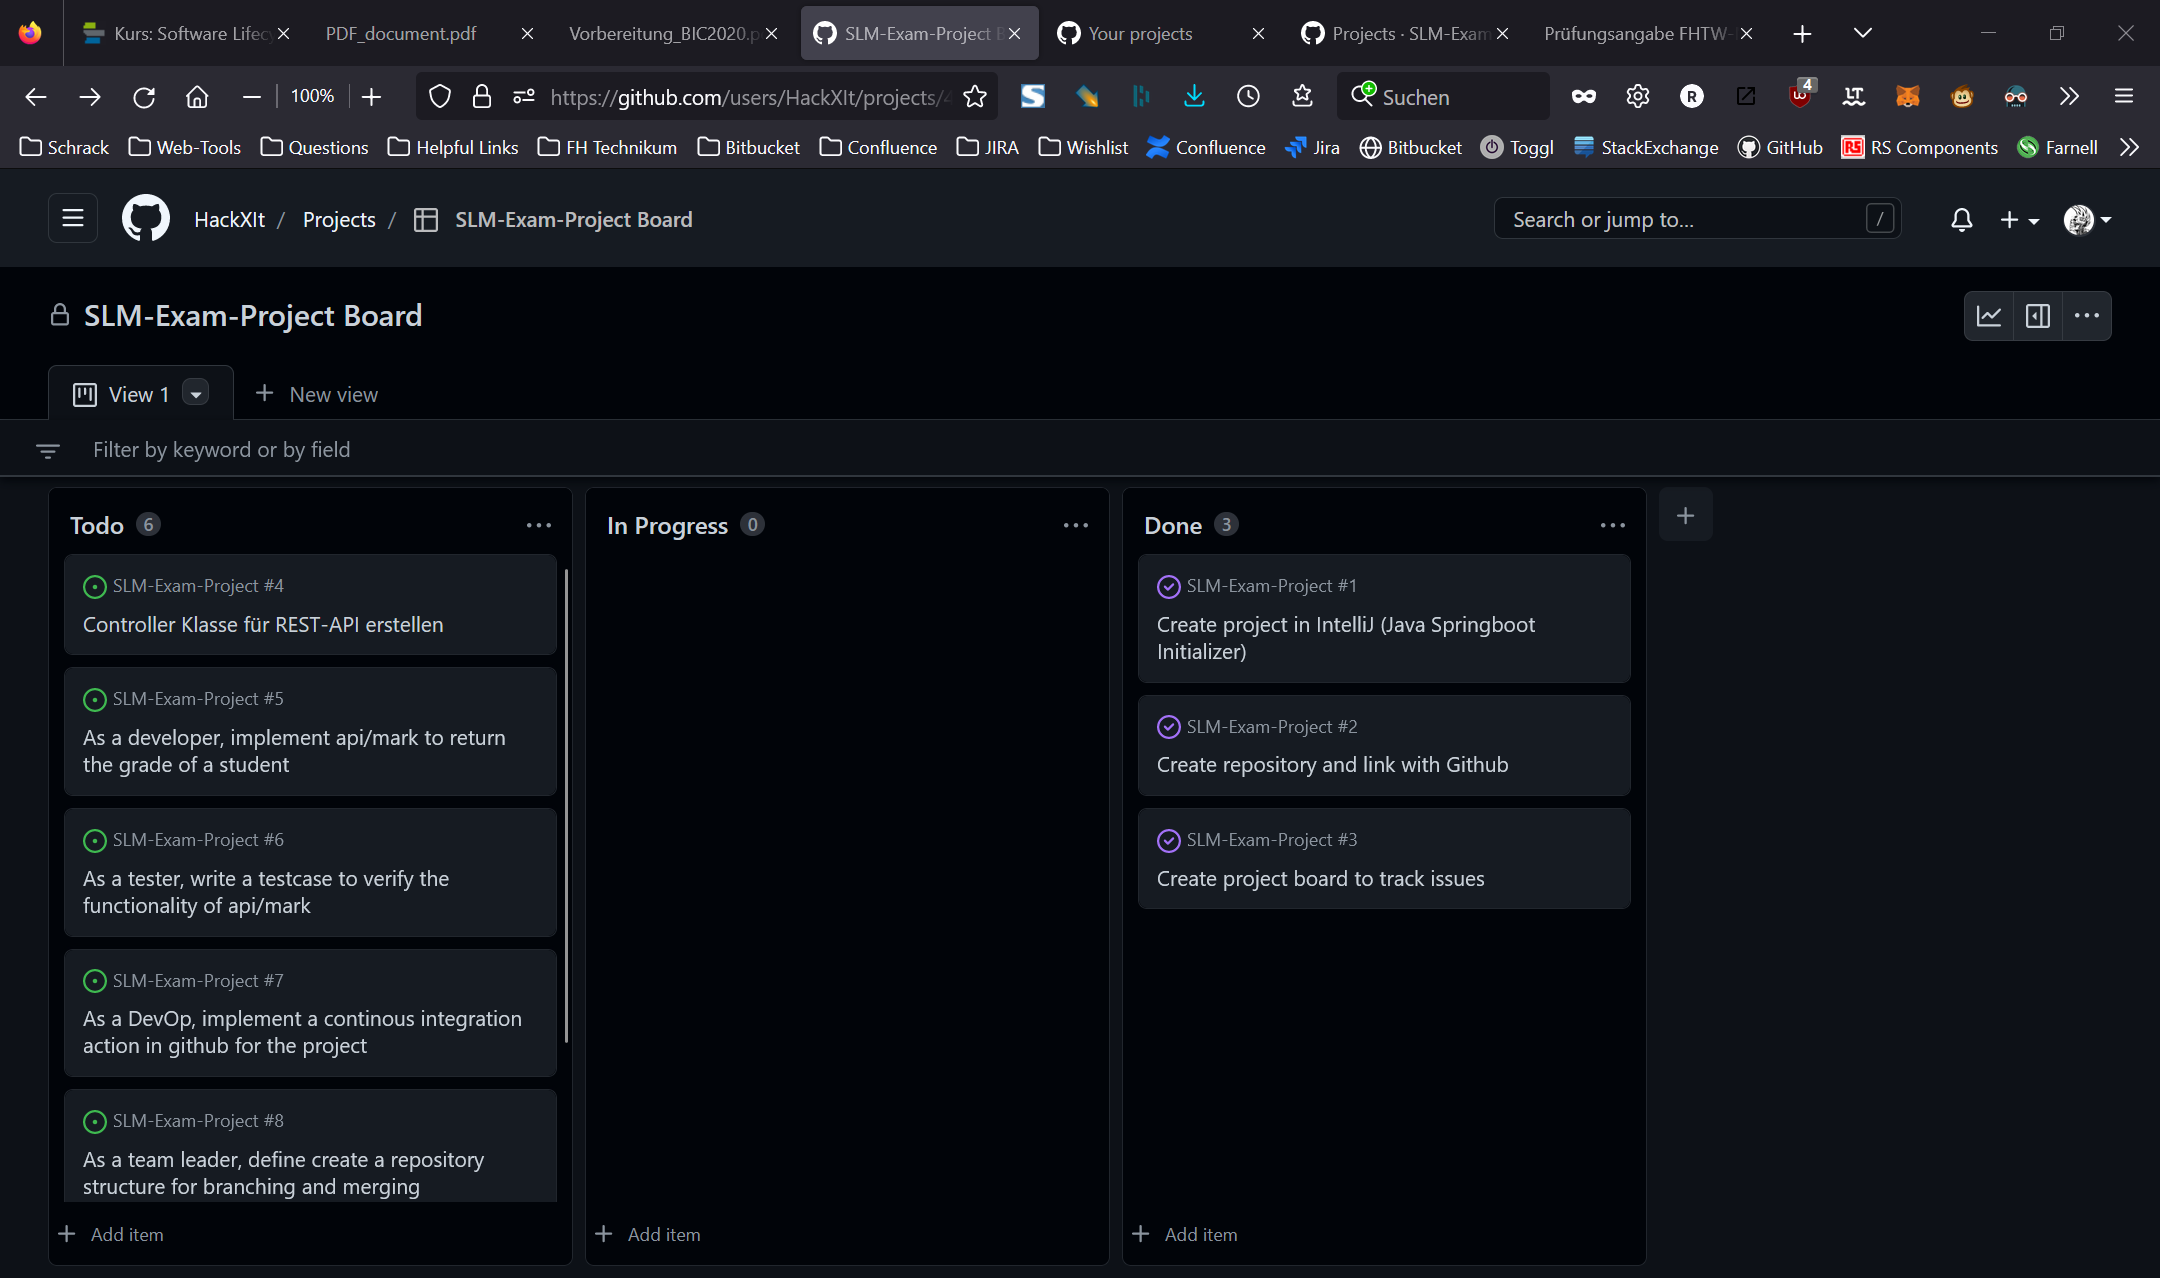 Kurs: Software Lifecy
PDF_document.pdf
Vorbereitung_BIC2020.p
SLM-Exam-Project B
Your projects
Projects · SLM-Exam
Prüfungsangabe FHTW-
100%
https://github.com/users/HackXIt/projects/4
Suchen
4
Schrack
Web-Tools
Questions
Helpful Links
FH Technikum
Bitbucket
Confluence
JIRA
Wishlist
Confluence
Jira
Bitbucket
Toggl
StackExchange
GitHub
RS Components
Farnell
HackXIt / Projects / SLM-Exam-Project Board
Search or jump to... /
SLM-Exam-Project Board
View 1
New view
Filter by keyword or by field
Todo 6
SLM-Exam-Project #4
Controller Klasse für REST-API erstellen
SLM-Exam-Project #5
As a developer, implement api/mark to return
the grade of a student
SLM-Exam-Project #6
As a tester, write a testcase to verify the
functionality of api/mark
SLM-Exam-Project #7
As a DevOp, implement a continous integration
action in github for the project
SLM-Exam-Project #8
As a team leader, define create a repository
structure for branching and merging
Add item
In Progress 0
Add item
Done 3
SLM-Exam-Project #1
Create project in IntelliJ (Java Springboot
Initializer)
SLM-Exam-Project #2
Create repository and link with Github
SLM-Exam-Project #3
Create project board to track issues
Add item